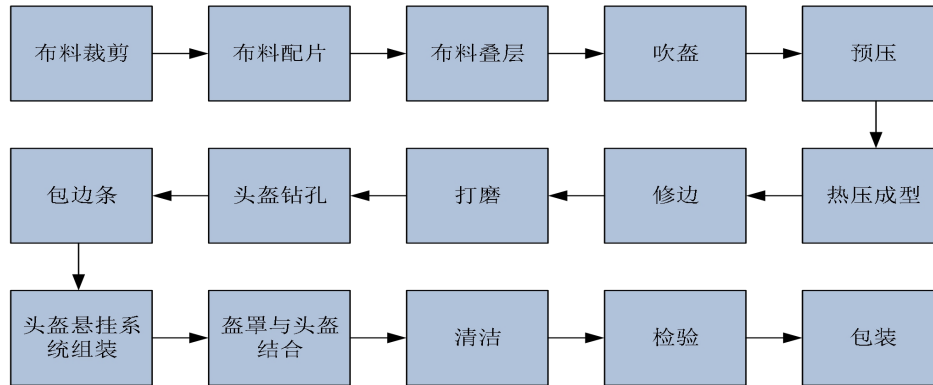 布料裁剪
布料配片
布料叠层
吹盔
预压
热压成型
修边
打磨
头盔钻孔
包边条
头盔悬挂系
统组装
盔罩与头盔
结合
清洁
检验
包装